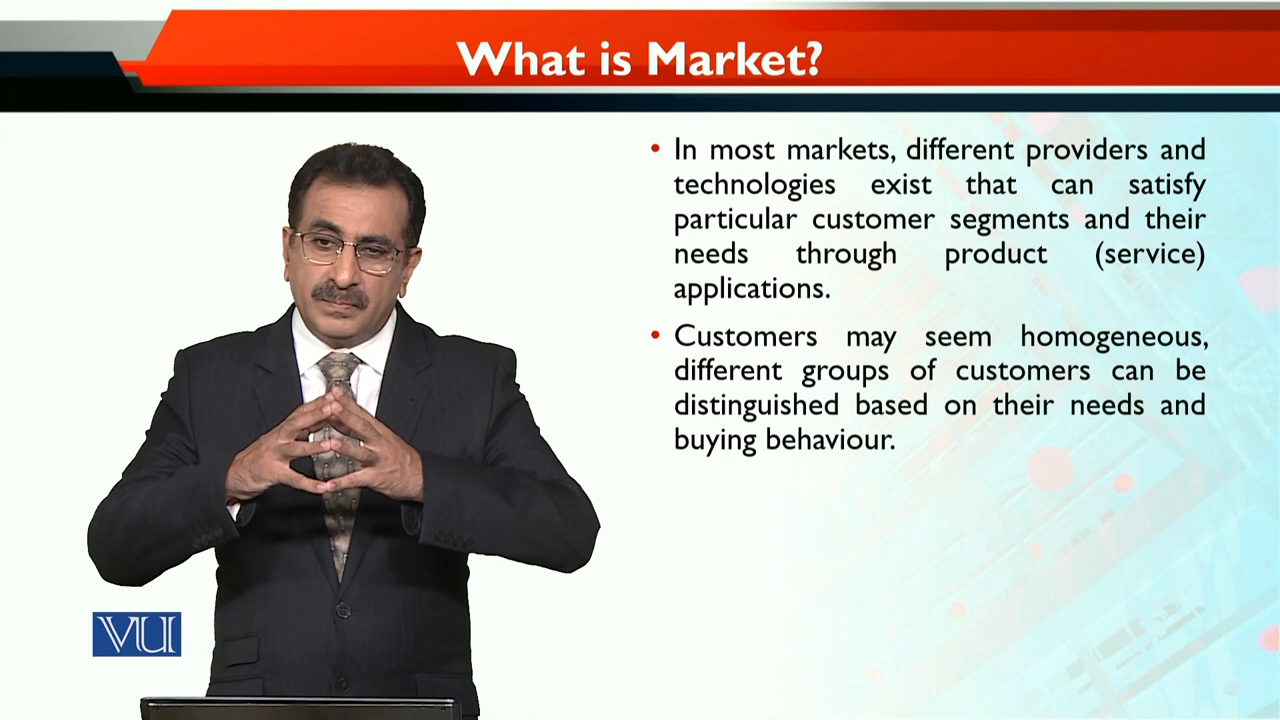 What is Market?
• In most markets, different providers and
technologies exist that can satisfy
particular customer segments and their
needs through product (service)
applications.
• Customers may seem homogeneous,
different groups of customers can be
distinguished based on their needs and
buying behaviour.
VU